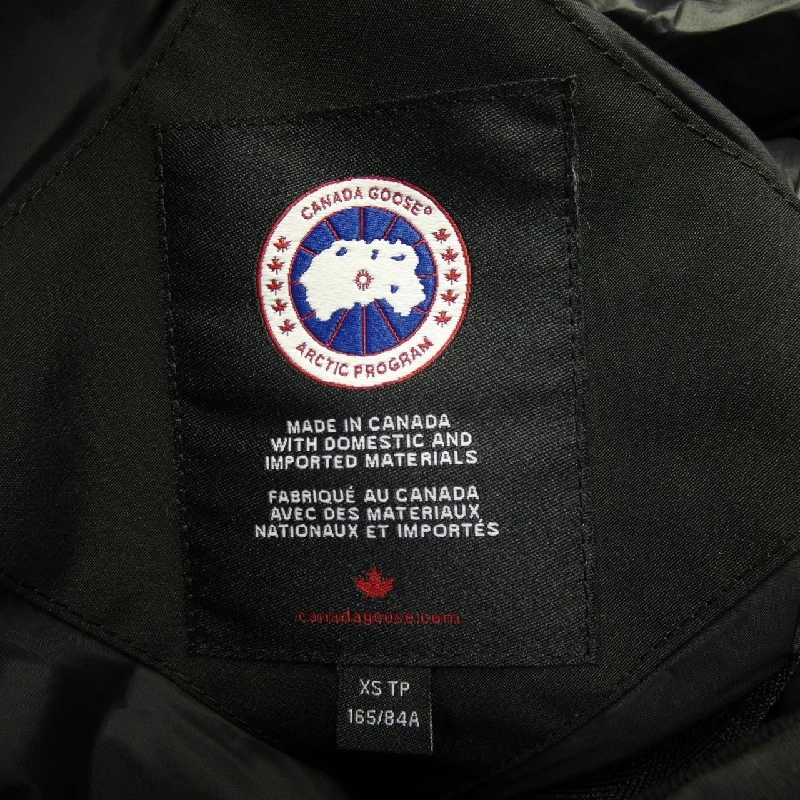 CANADA GOOSE®
ARCTIC PROGRAM
MADE IN CANADA
WITH DOMESTIC AND
IMPORTED MATERIALS
FABRIQUÉ AU CANADA
AVEC DES MATERIAUX
NATIONAUX ET IMPORTÉS
canadagoose.com
XS TP
165/84A